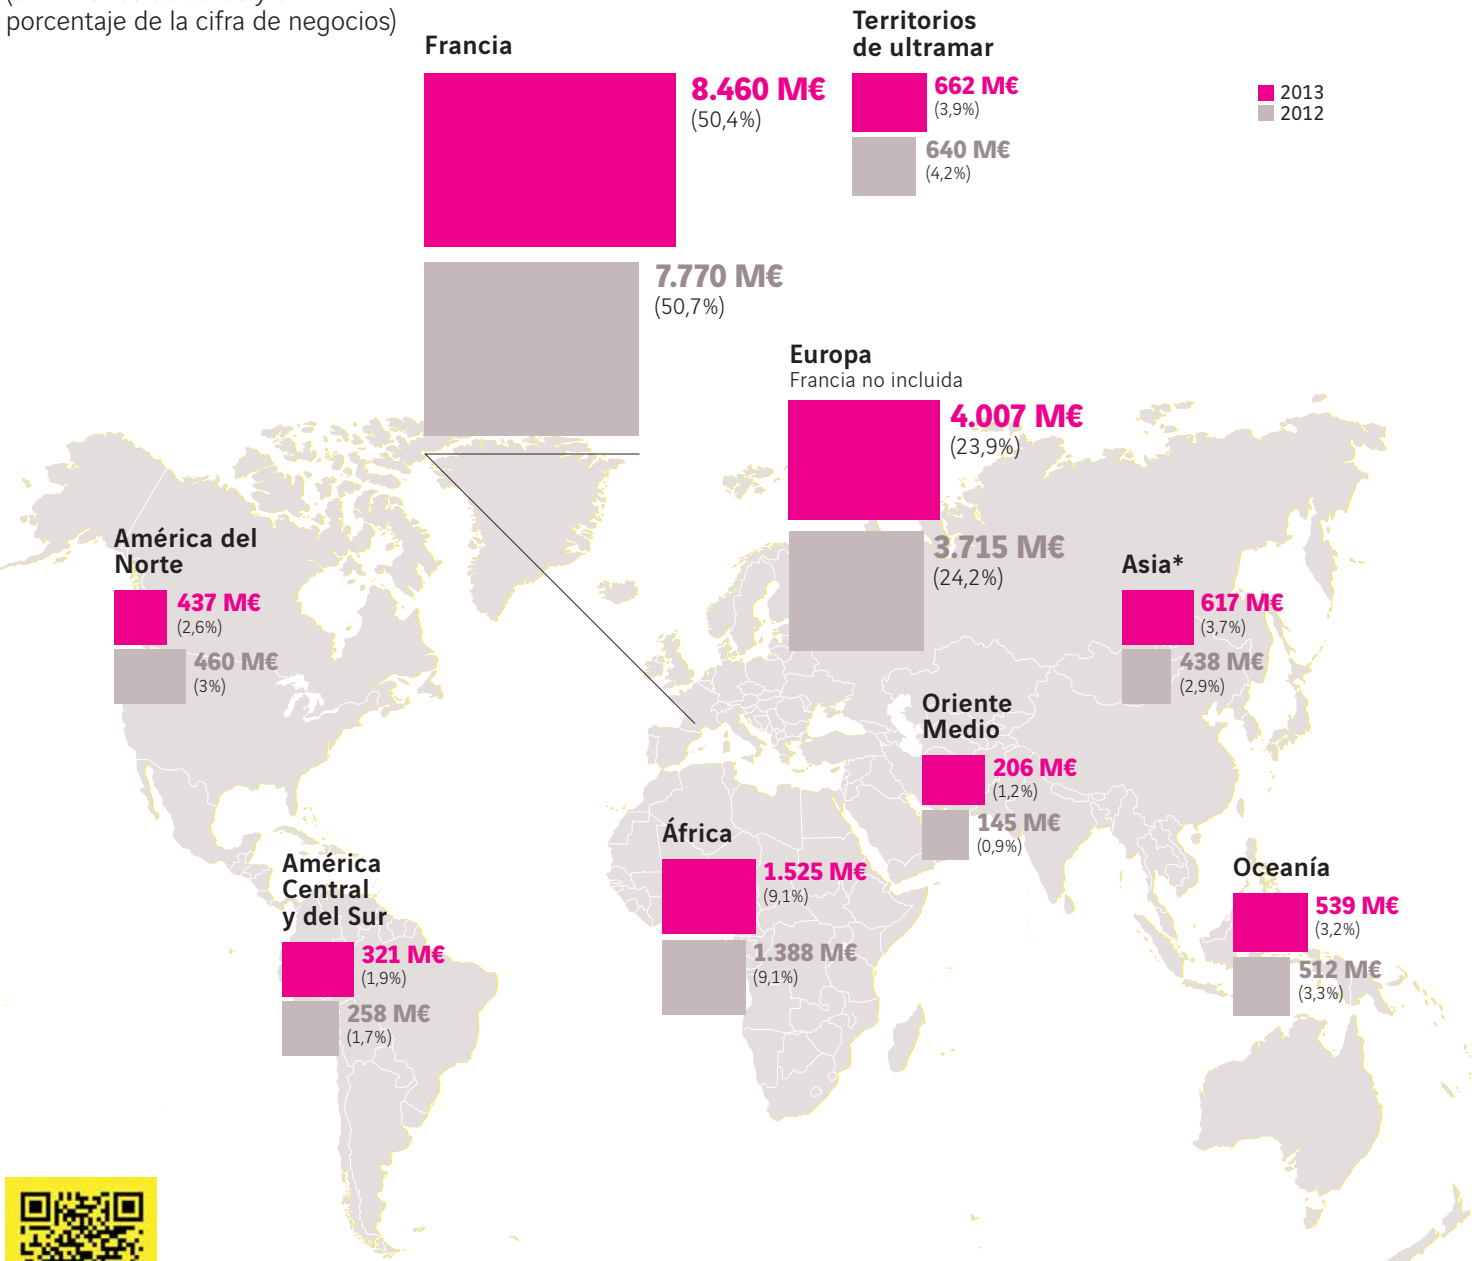 porcentaje de la cifra de negocios)
Francia
8.460 M€
(50,4%)
7.770 M€
(50,7%)
Territorios
de ultramar
662 M€
(3,9%)
640 M€
(4,2%)
2013
2012
Europa
Francia no incluida
4.007 M€
(23,9%)
3.715 M€
(24,2%)
América del
Norte
437 M€
(2,6%)
460 M€
(3%)
Asia*
617 M€
(3,7%)
438 M€
(2,9%)
Oriente
Medio
206 M€
(1,2%)
145 M€
(0,9%)
África
1.525 M€
(9,1%)
1.388 M€
(9,1%)
América
Central
y del Sur
321 M€
(1,9%)
258 M€
(1,7%)
Oceanía
539 M€
(3,2%)
512 M€
(3,3%)